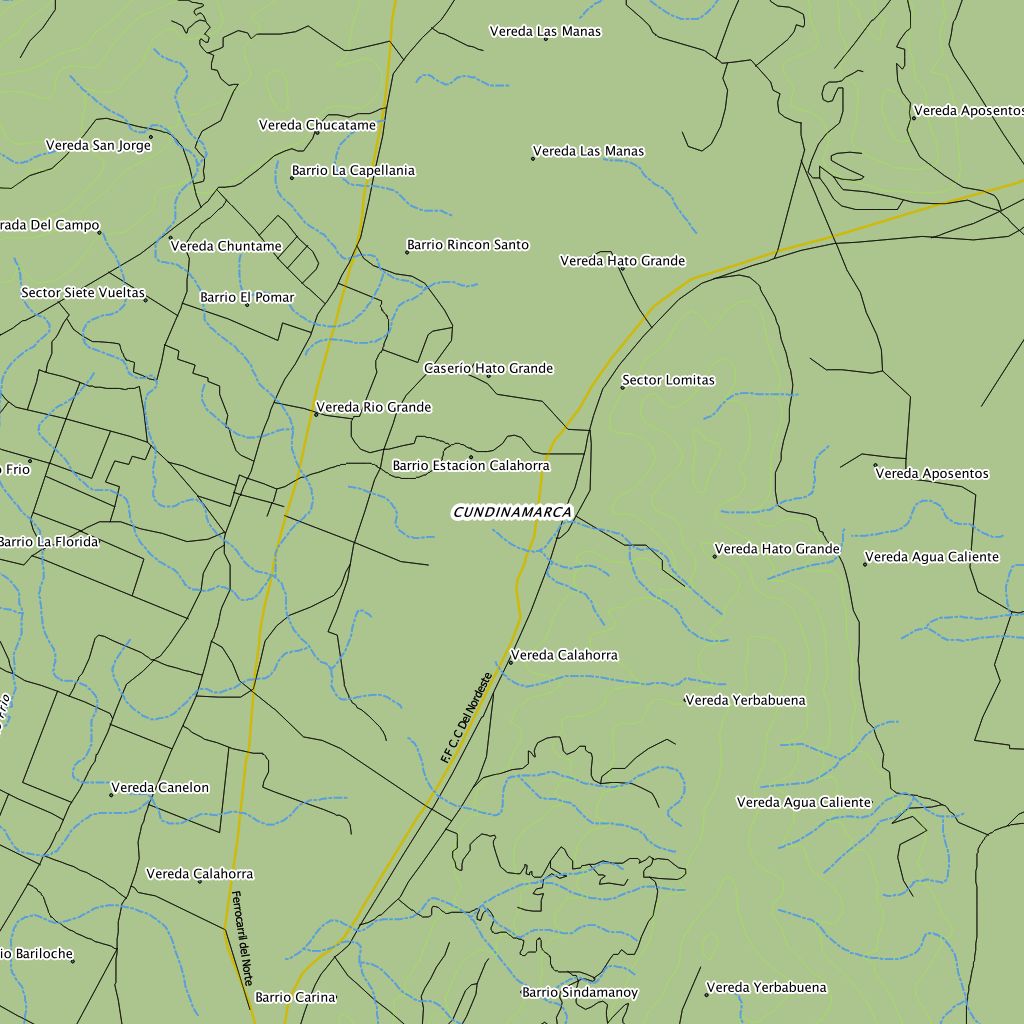 Vereda Las Manas
Vereda Aposentos
Vereda Chucatame
Vereda San Jorge
Vereda Las Manas
Barrio La Capellania
rada Del Campo
Vereda Chuntame
Barrio Rincon Santo
Vereda Hato Grande
Sector Siete Vueltas
Barrio El Pomar
Caserío Hato Grande
Sector Lomitas
Vereda Rio Grande
o Frio
Barrio Estacion Calahorra
Vereda Aposentos
CUNDINAMARCA
Barrio La Florida
Vereda Hato Grande
Vereda Agua Caliente
Vereda Calahorra
F.F C.C Del Nordeste
Vereda Yerbabuena
Vereda Canelon
Vereda Agua Caliente
Vereda Calahorra
Ferrocarril del Norte
io Bariloche
Barrio Carina
Barrio Sindamanoy
Vereda Yerbabuena